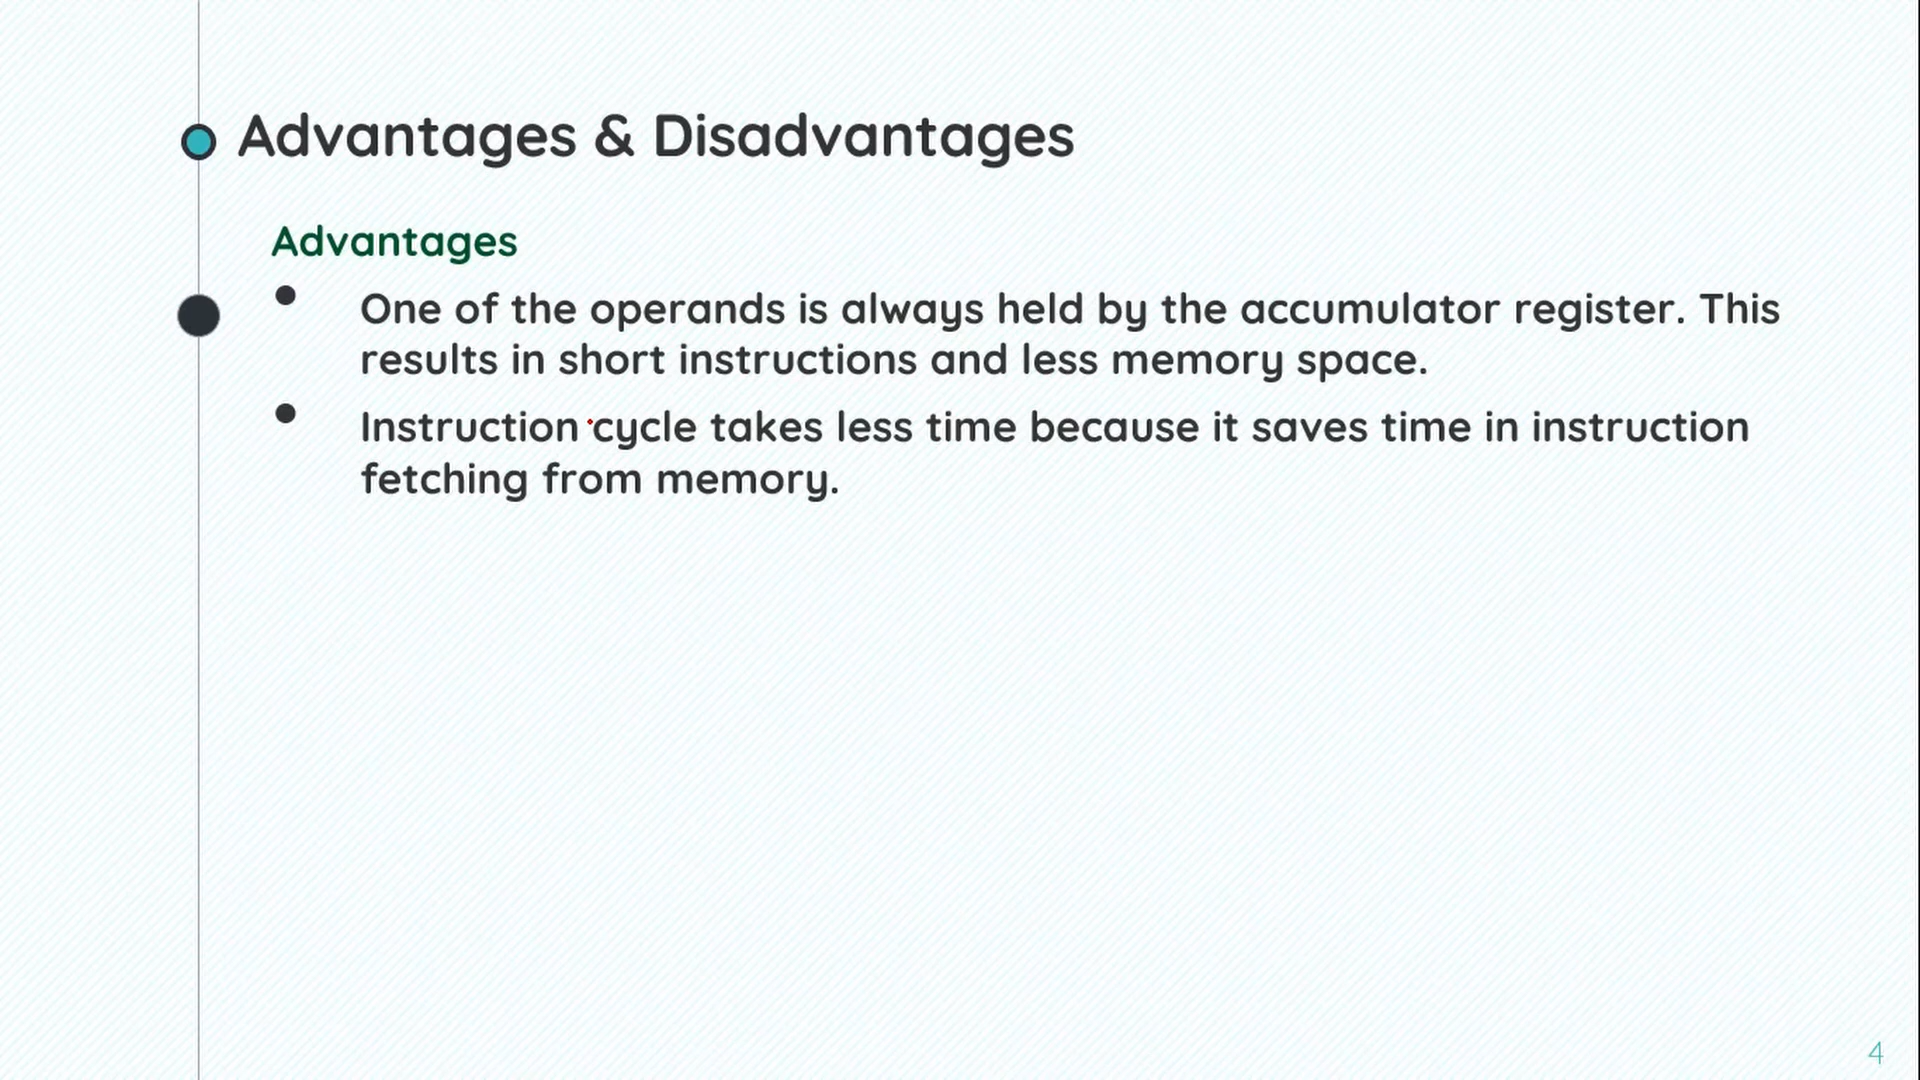 Advantages & Disadvantages
Advantages
• One of the operands is always held by the accumulator register. This
results in short instructions and less memory space.
• Instruction cycle takes less time because it saves time in instruction
fetching from memory.
4